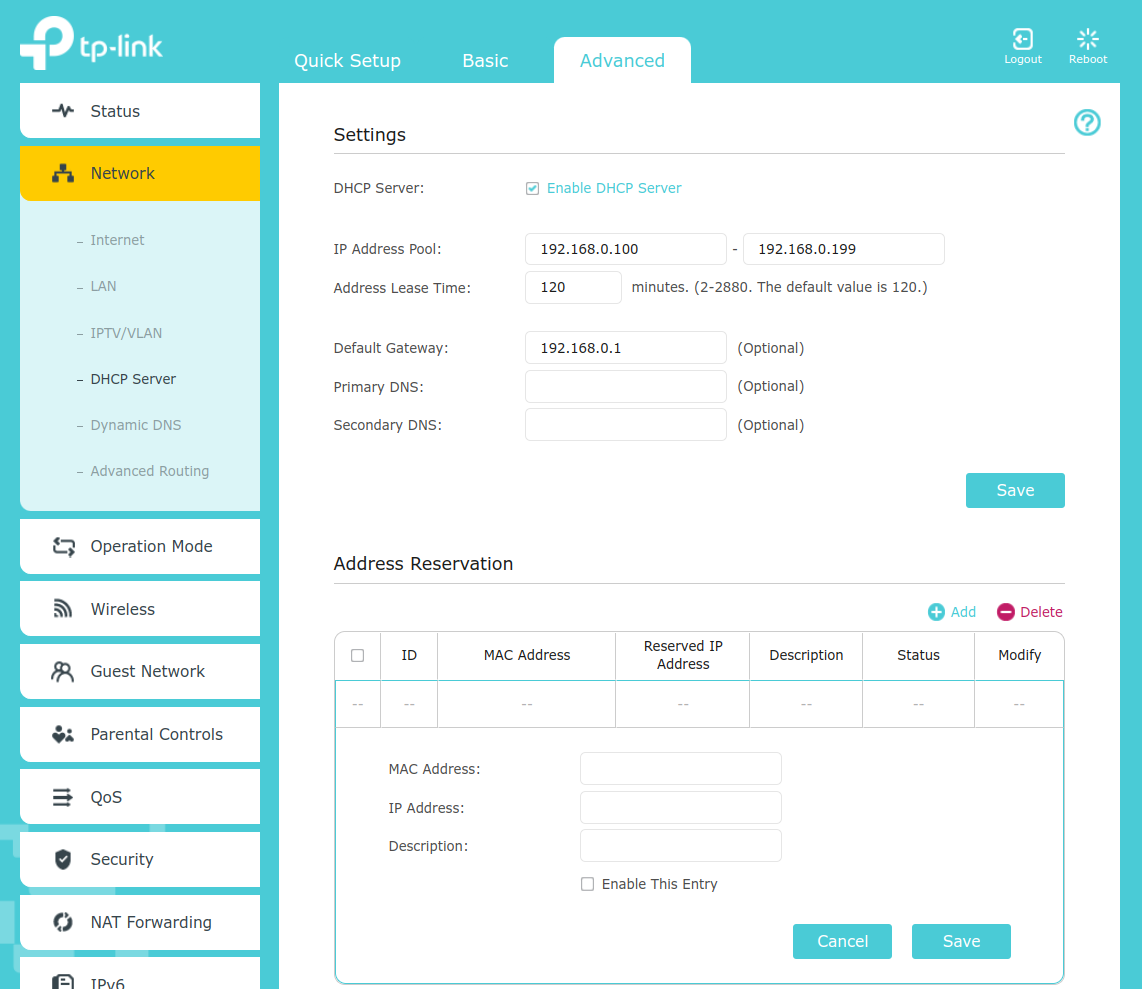 tp-link
Quick Setup Basic Advanced Logout Reboot
Status
Network
– Internet
– LAN
– IPTV/VLAN
– DHCP Server
– Dynamic DNS
– Advanced Routing
Operation Mode
Wireless
Guest Network
Parental Controls
QoS
Security
NAT Forwarding
IPv6
Settings
?
DHCP Server: Enable DHCP Server
IP Address Pool: 192.168.0.100 - 192.168.0.199
Address Lease Time: 120 minutes. (2-2880. The default value is 120.)
Default Gateway: 192.168.0.1 (Optional)
Primary DNS: (Optional)
Secondary DNS: (Optional)
Save
Address Reservation
Add Delete
ID MAC Address Reserved IP Address Description Status Modify
-- -- -- -- -- -- --
MAC Address:
IP Address:
Description:
Enable This Entry
Cancel Save